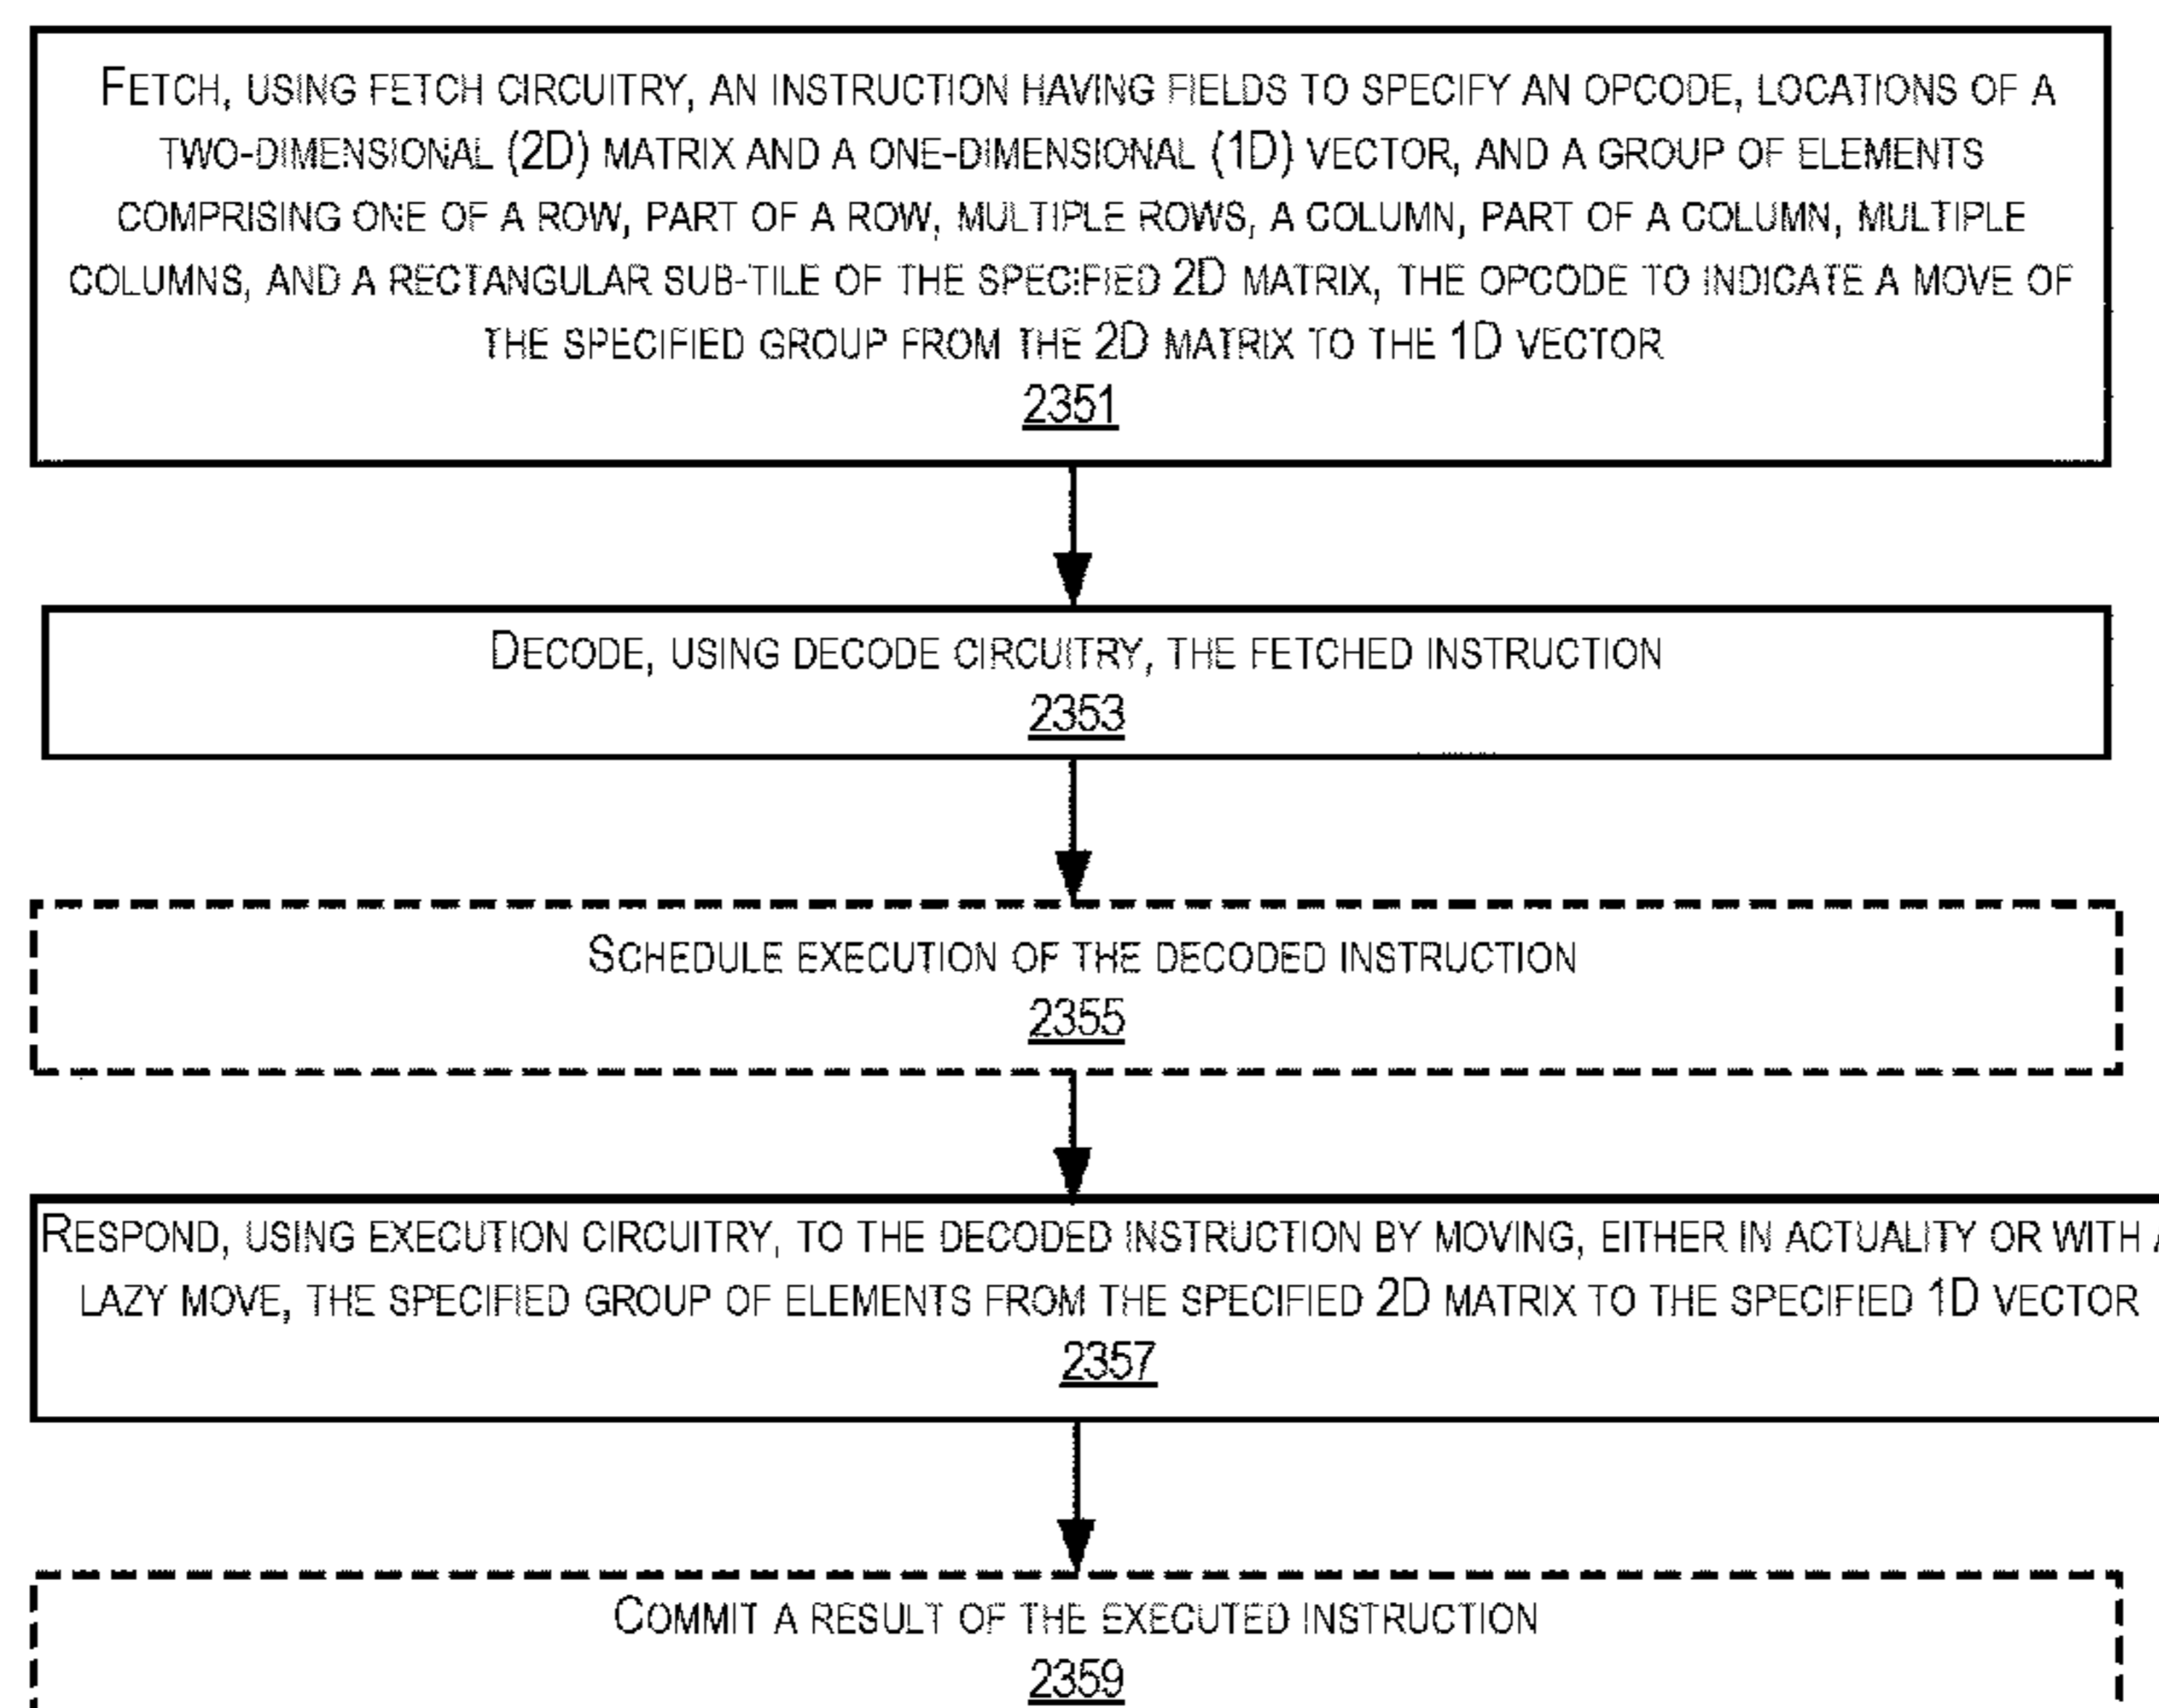 FETCH, USING FETCH CIRCUITRY, AN INSTRUCTION HAVING FIELDS TO SPECIFY AN OPCODE, LOCATIONS OF A
TWO-DIMENSIONAL (2D) MATRIX AND A ONE-DIMENSIONAL (1D) VECTOR, AND A GROUP OF ELEMENTS
COMPRISING ONE OF A ROW, PART OF A ROW, MULTIPLE ROWS, A COLUMN, PART OF A COLUMN, MULTIPLE
COLUMNS, AND A RECTANGULAR SUB-TILE OF THE SPECIFIED 2D MATRIX, THE OPCODE TO INDICATE A MOVE OF
THE SPECIFIED GROUP FROM THE 2D MATRIX TO THE 1D VECTOR
2351
DECODE, USING DECODE CIRCUITRY, THE FETCHED INSTRUCTION
2353
SCHEDULE EXECUTION OF THE DECODED INSTRUCTION
2355
RESPOND, USING EXECUTION CIRCUITRY, TO THE DECODED INSTRUCTION BY MOVING, EITHER IN ACTUALITY OR WITH A
LAZY MOVE, THE SPECIFIED GROUP OF ELEMENTS FROM THE SPECIFIED 2D MATRIX TO THE SPECIFIED 1D VECTOR
2357
COMMIT A RESULT OF THE EXECUTED INSTRUCTION
2359